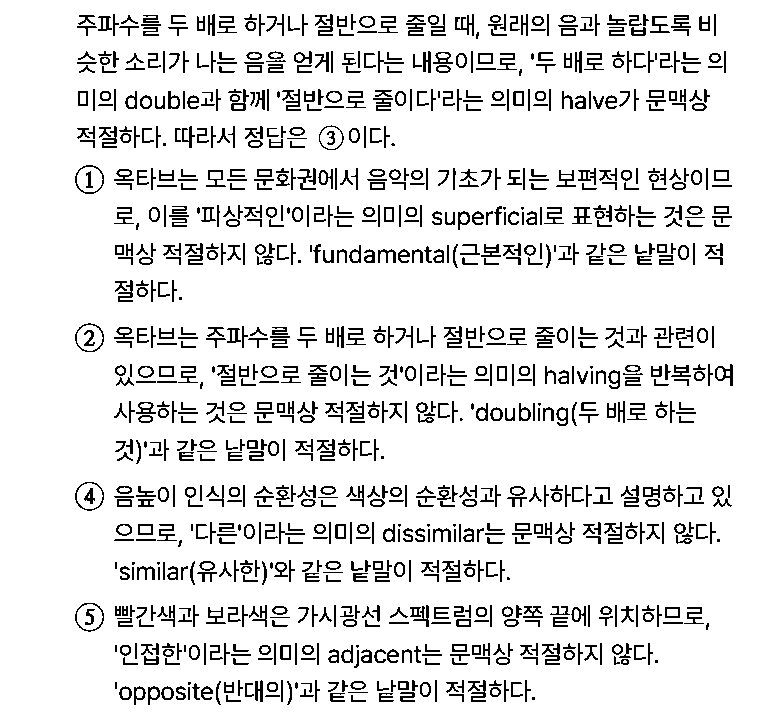 주파수를 두 배로 하거나 절반으로 줄일 때, 원래의 음과 놀랍도록 비
슷한 소리가 나는 음을 얻게 된다는 내용이므로, '두 배로 하다'라는 의
미의 double과 함께 '절반으로 줄이다'라는 의미의 halve가 문맥상
적절하다. 따라서 정답은 ③이다.
① 옥타브는 모든 문화권에서 음악의 기초가 되는 보편적인 현상이므
로, 이를 '피상적인'이라는 의미의 superficial로 표현하는 것은 문
맥상 적절하지 않다. 'fundamental(근본적인)'과 같은 낱말이 적
절하다.
② 옥타브는 주파수를 두 배로 하거나 절반으로 줄이는 것과 관련이
있으므로, '절반으로 줄이는 것'이라는 의미의 halving을 반복하여
사용하는 것은 문맥상 적절하지 않다. 'doubling(두 배로 하는
것)'과 같은 낱말이 적절하다.
④ 음높이 인식의 순환성은 색상의 순환성과 유사하다고 설명하고 있
으므로, '다른'이라는 의미의 dissimilar는 문맥상 적절하지 않다.
'similar(유사한)'와 같은 낱말이 적절하다.
⑤ 빨간색과 보라색은 가시광선 스펙트럼의 양쪽 끝에 위치하므로,
'인접한'이라는 의미의 adjacent는 문맥상 적절하지 않다.
'opposite(반대의)'과 같은 낱말이 적절하다.